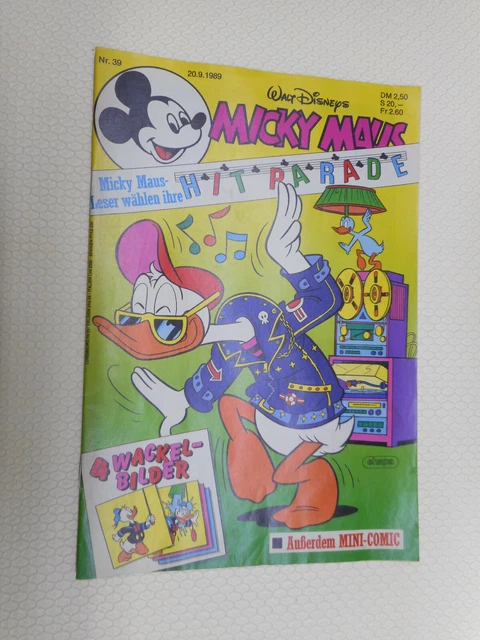 Nr. 39
20.9.1989
WALT DISNEYS
DM 2,50
S 20,–
Fr 2.60
MICKY MAUS
HIT PARADE
Micky Maus-
Leser wählen ihre
4 WACKEL-
BILDER
ehapa
Außerdem MINI-COMIC